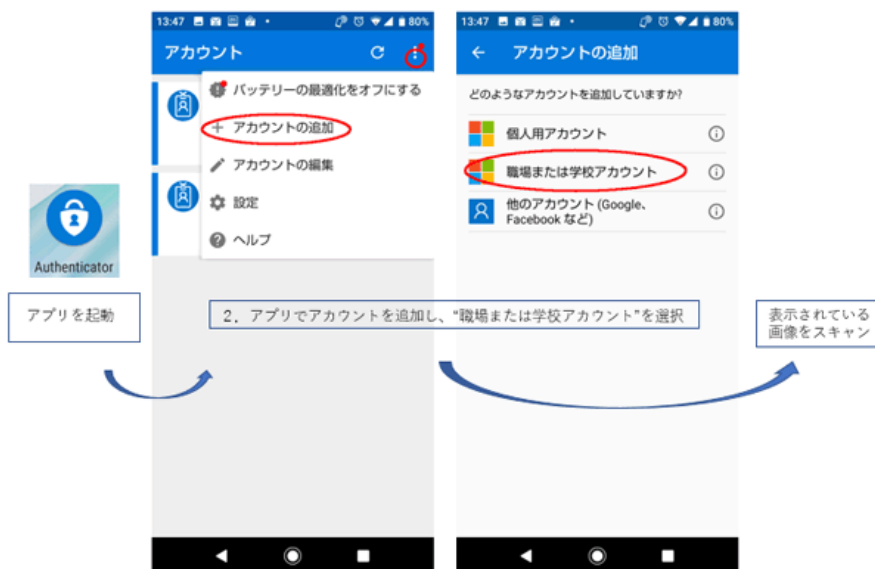 13:47
80%
アカウント
バッテリーの最適化をオフにする
アカウントの追加
アカウントの編集
設定
ヘルプ
13:47
80%
アカウントの追加
どのようなアカウントを追加していますか?
個人用アカウント
職場または学校アカウント
他のアカウント (Google、
Facebook など)
Authenticator
アプリを起動
2. アプリでアカウントを追加し、“職場または学校アカウント”を選択
表示されている
画像をスキャン